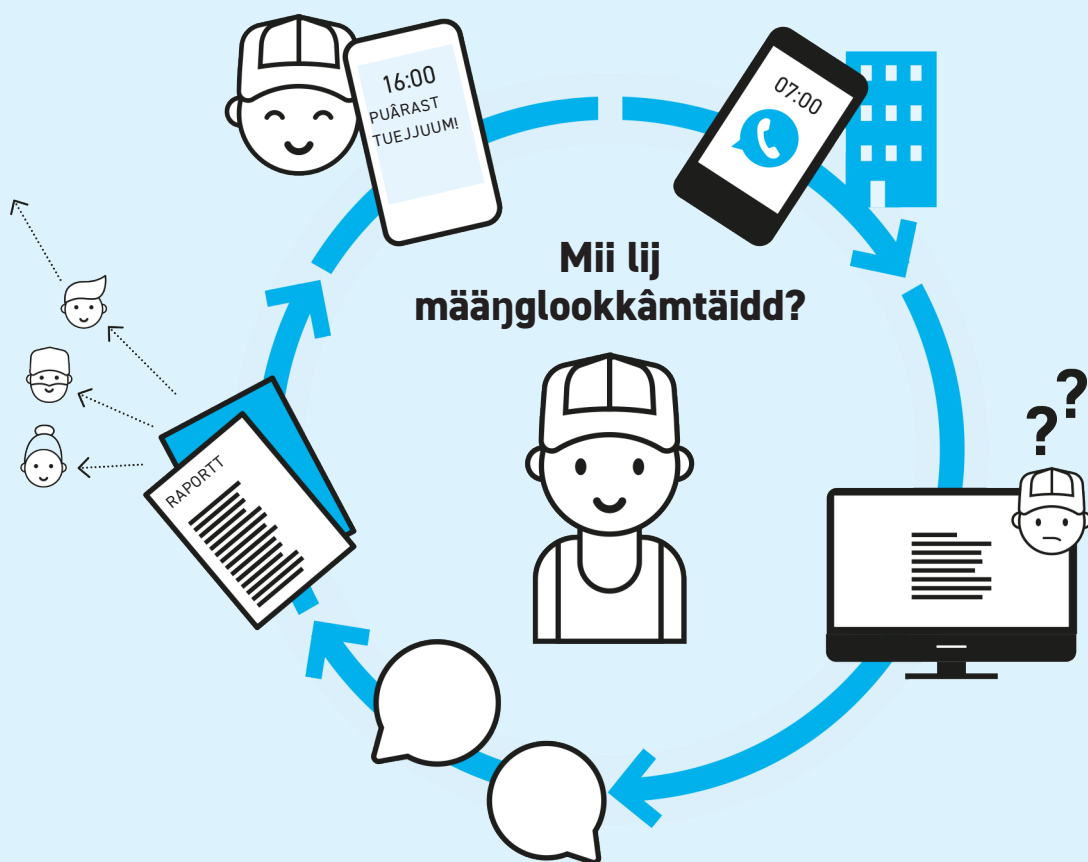 16:00
PUÂRAST
TUEJJUUM!
07:00
Mii lij
määŋglookkâmtäidd?
??
RAPORTT